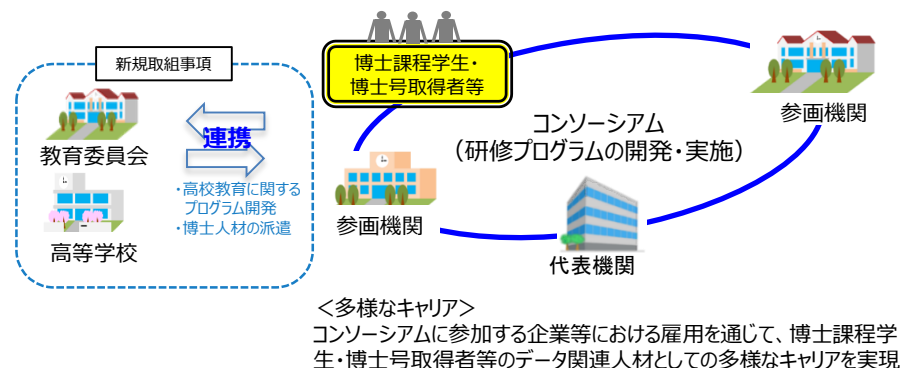 新規取組事項
教育委員会
高等学校
連携
・高校教育に関する
プログラム開発
・博士人材の派遣
博士課程学生・
博士号取得者等
コンソーシアム
（研修プログラムの開発・実施）
参画機関
参画機関
代表機関
＜多様なキャリア＞
コンソーシアムに参加する企業等における雇用を通じて、博士課程学
生・博士号取得者等のデータ関連人材としての多様なキャリアを実現